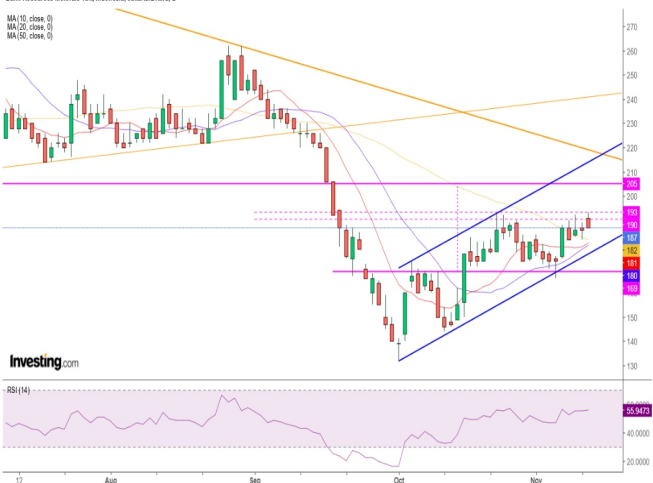 MA (10, close, 0)
MA (20, close, 0)
MA (50, close, 0)
270
260
250
240
230
220
210
205
200
193
190
187
182
181
180
169
150
140
130
Investing.com
RSI (14)
55.9473
40.0000
20.0000
12
Aug
Sep
Oct
Nov